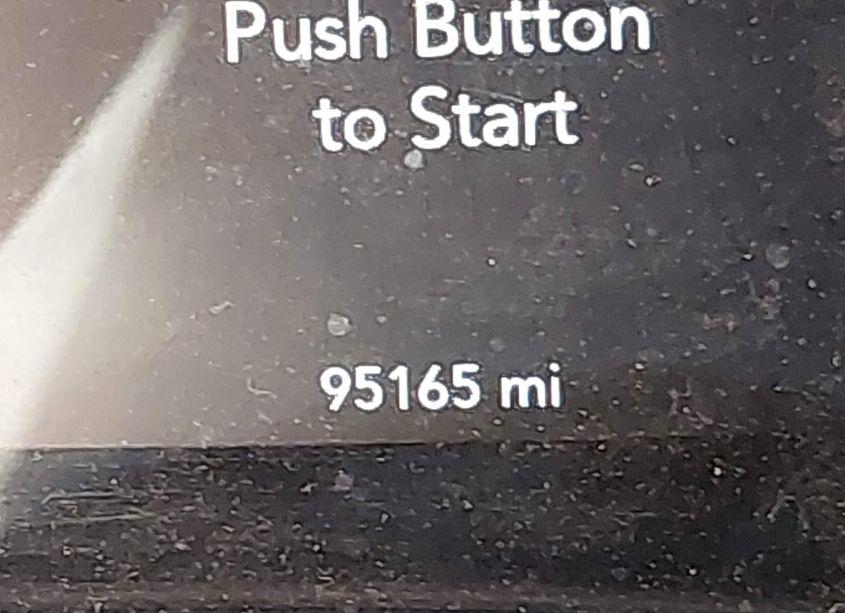 Push Button
to Start
95165 mi